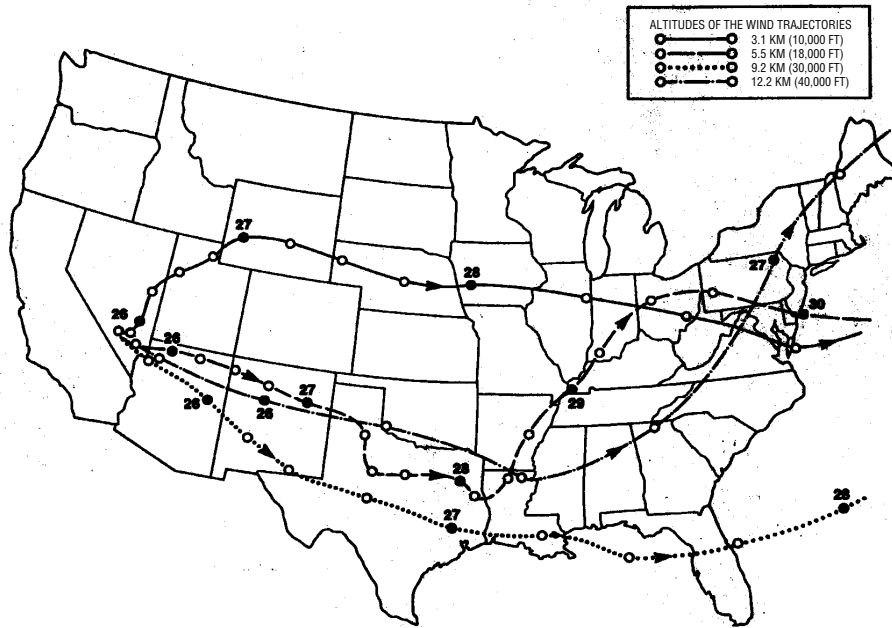 ALTITUDES OF THE WIND TRAJECTORIES
3.1 KM (10,000 FT)
5.5 KM (18,000 FT)
9.2 KM (30,000 FT)
12.2 KM (40,000 FT)
27
27
28
26
30
26
27
26
26
29
28
28
27